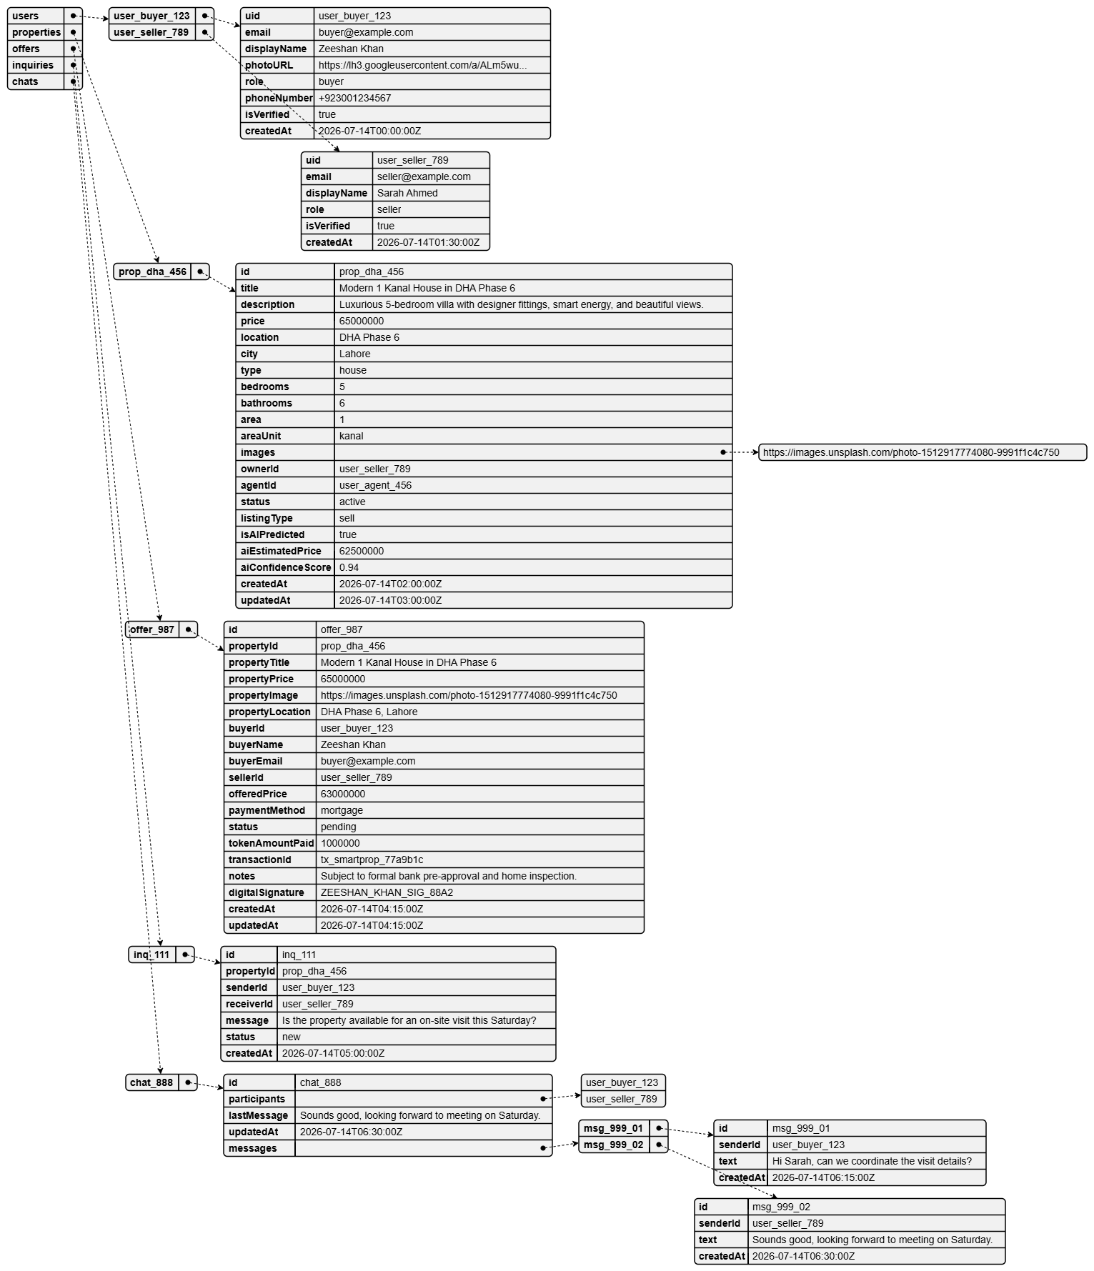 users
properties
offers
inquiries
chats
user_buyer_123
user_seller_789
uid user_buyer_123
email buyer@example.com
displayName Zeeshan Khan
photoURL https://lh3.googleusercontent.com/a/ALm5wu...
role buyer
phoneNumber +923001234567
isVerified true
createdAt 2026-07-14T00:00:00Z
uid user_seller_789
email seller@example.com
displayName Sarah Ahmed
role seller
isVerified true
createdAt 2026-07-14T01:30:00Z
prop_dha_456
id prop_dha_456
title Modern 1 Kanal House in DHA Phase 6
description Luxurious 5-bedroom villa with designer fittings, smart energy, and beautiful views.
price 65000000
location DHA Phase 6
city Lahore
type house
bedrooms 5
bathrooms 6
area 1
areaUnit kanal
images
https://images.unsplash.com/photo-1512917774080-9991f1c4c750
ownerId user_seller_789
agentId user_agent_456
status active
listingType sell
isAIPredicted true
aiEstimatedPrice 62500000
aiConfidenceScore 0.94
createdAt 2026-07-14T02:00:00Z
updatedAt 2026-07-14T03:00:00Z
offer_987
id offer_987
propertyId prop_dha_456
propertyTitle Modern 1 Kanal House in DHA Phase 6
propertyPrice 65000000
propertyImage https://images.unsplash.com/photo-1512917774080-9991f1c4c750
propertyLocation DHA Phase 6, Lahore
buyerId user_buyer_123
buyerName Zeeshan Khan
buyerEmail buyer@example.com
sellerId user_seller_789
offeredPrice 63000000
paymentMethod mortgage
status pending
tokenAmountPaid 1000000
transactionId tx_smartprop_77a9b1c
notes Subject to formal bank pre-approval and home inspection.
digitalSignature ZEESHAN_KHAN_SIG_88A2
createdAt 2026-07-14T04:15:00Z
updatedAt 2026-07-14T04:15:00Z
inq_111
id inq_111
propertyId prop_dha_456
senderId user_buyer_123
receiverId user_seller_789
message Is the property available for an on-site visit this Saturday?
status new
createdAt 2026-07-14T05:00:00Z
chat_888
id chat_888
participants
user_buyer_123
user_seller_789
lastMessage Sounds good, looking forward to meeting on Saturday.
updatedAt 2026-07-14T06:30:00Z
messages
msg_999_01
msg_999_02
id msg_999_01
senderId user_buyer_123
text Hi Sarah, can we coordinate the visit details?
createdAt 2026-07-14T06:15:00Z
id msg_999_02
senderId user_seller_789
text Sounds good, looking forward to meeting on Saturday.
createdAt 2026-07-14T06:30:00Z